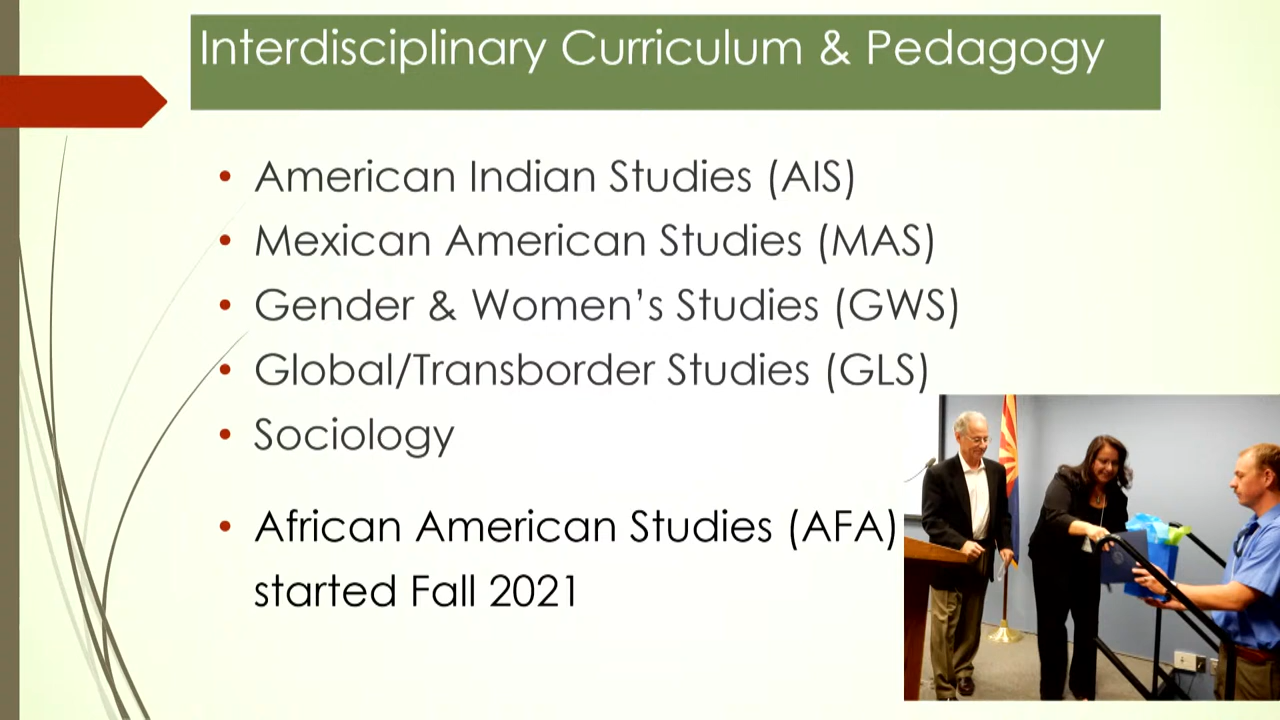 Interdisciplinary Curriculum & Pedagogy
• American Indian Studies (AIS)
• Mexican American Studies (MAS)
• Gender & Women’s Studies (GWS)
• Global/Transborder Studies (GLS)
• Sociology
• African American Studies (AFA)
started Fall 2021